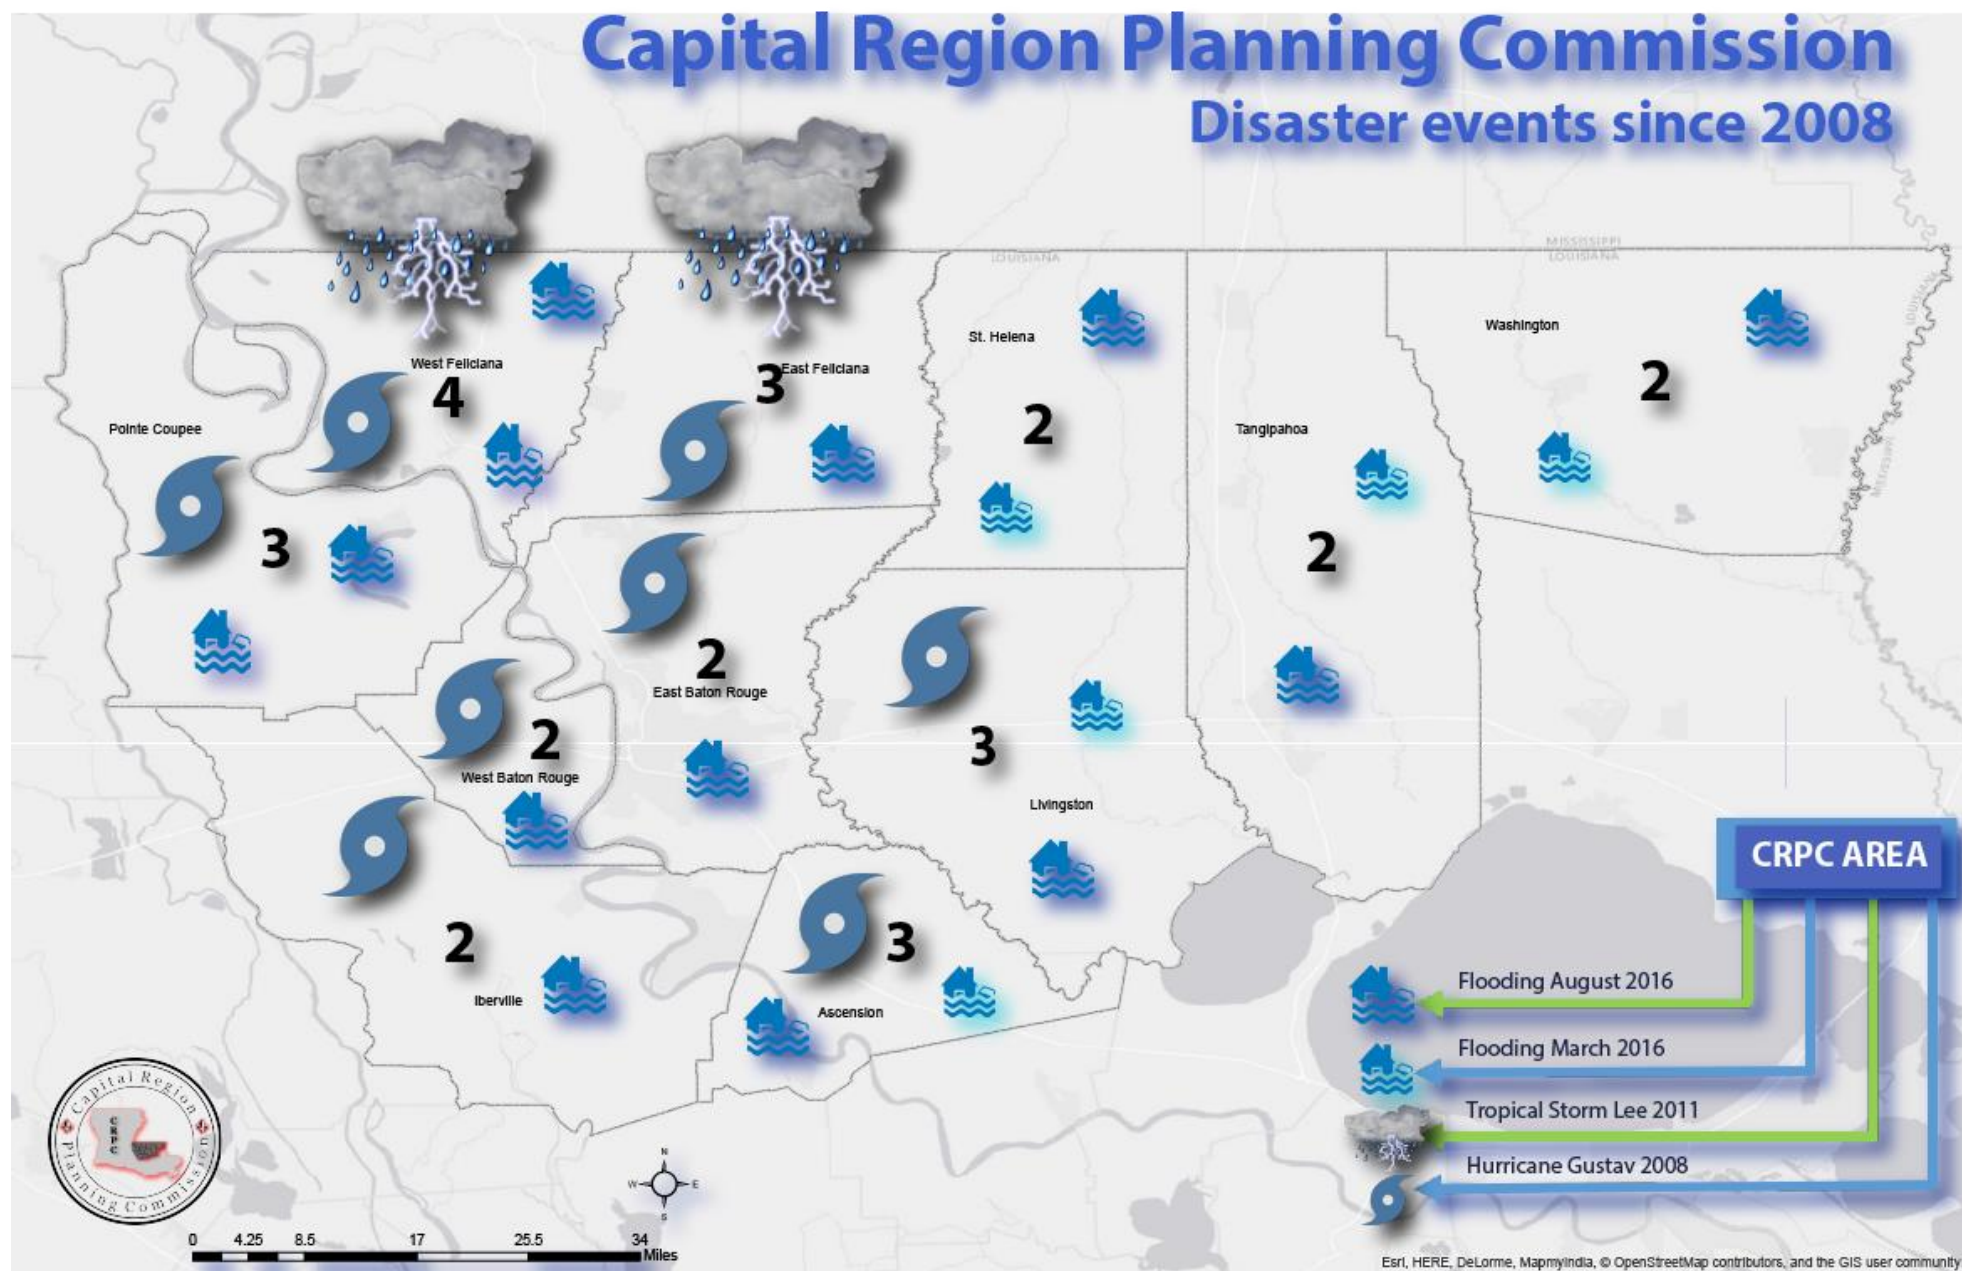 Capital Region Planning Commission
Disaster events since 2008
MISSISSIPPI
LOUISIANA
LOUISIANA
LOUISIANA
West Feliciana
4
East Feliciana
3
St. Helena
2
Washington
2
Pointe Coupee
3
Tangipahoa
2
2
East Baton Rouge
2
West Baton Rouge
3
Livingston
2
Iberville
3
Ascension
CRPC AREA
Flooding August 2016
Flooding March 2016
Tropical Storm Lee 2011
Hurricane Gustav 2008
Capital Region
Planning Commission
CRPC
N
W E
S
0 4.25 8.5 17 25.5 34
Miles
Esri, HERE, DeLorme, MapmyIndia, © OpenStreetMap contributors, and the GIS user community